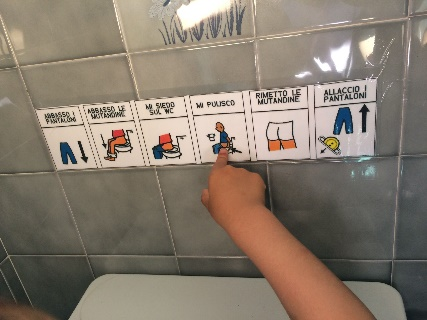 ABBASSO I
PANTALONI
ABBASSO LE
MUTANDINE
MI SIEDO
SUL WC
MI PULISCO
RIMETTO LE
MUTANDINE
ALLACCIO I
PANTALONI